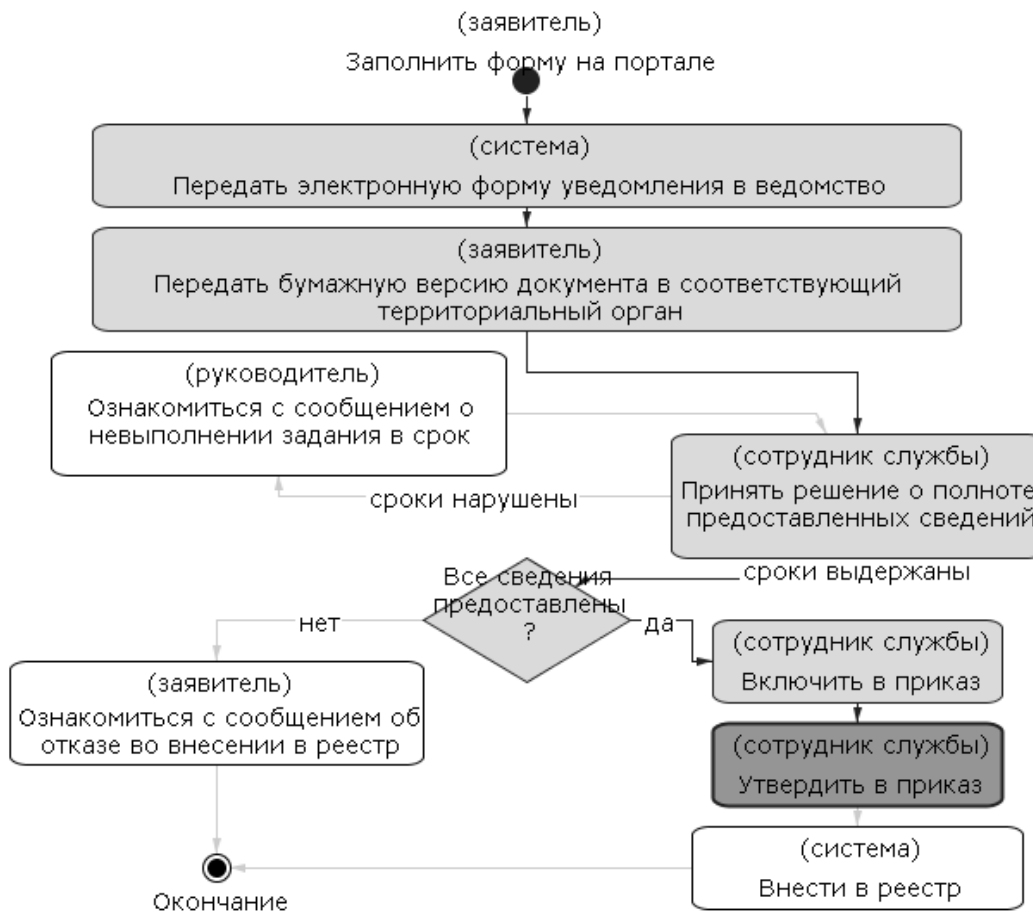 (заявитель)
Заполнить форму на портале
(система)
Передать электронную форму уведомления в ведомство
(заявитель)
Передать бумажную версию документа в соответствующий
территориальный орган
(руководитель)
Ознакомиться с сообщением о
невыполнении задания в срок
(сотрудник службы)
Принять решение о полноте
предоставленных сведений
сроки нарушены
сроки выдержаны
Все сведения
предоставлены
?
нет
да
(сотрудник службы)
Включить в приказ
(заявитель)
Ознакомиться с сообщением об
отказе во внесении в реестр
(сотрудник службы)
Утвердить в приказ
(система)
Внести в реестр
Окончание